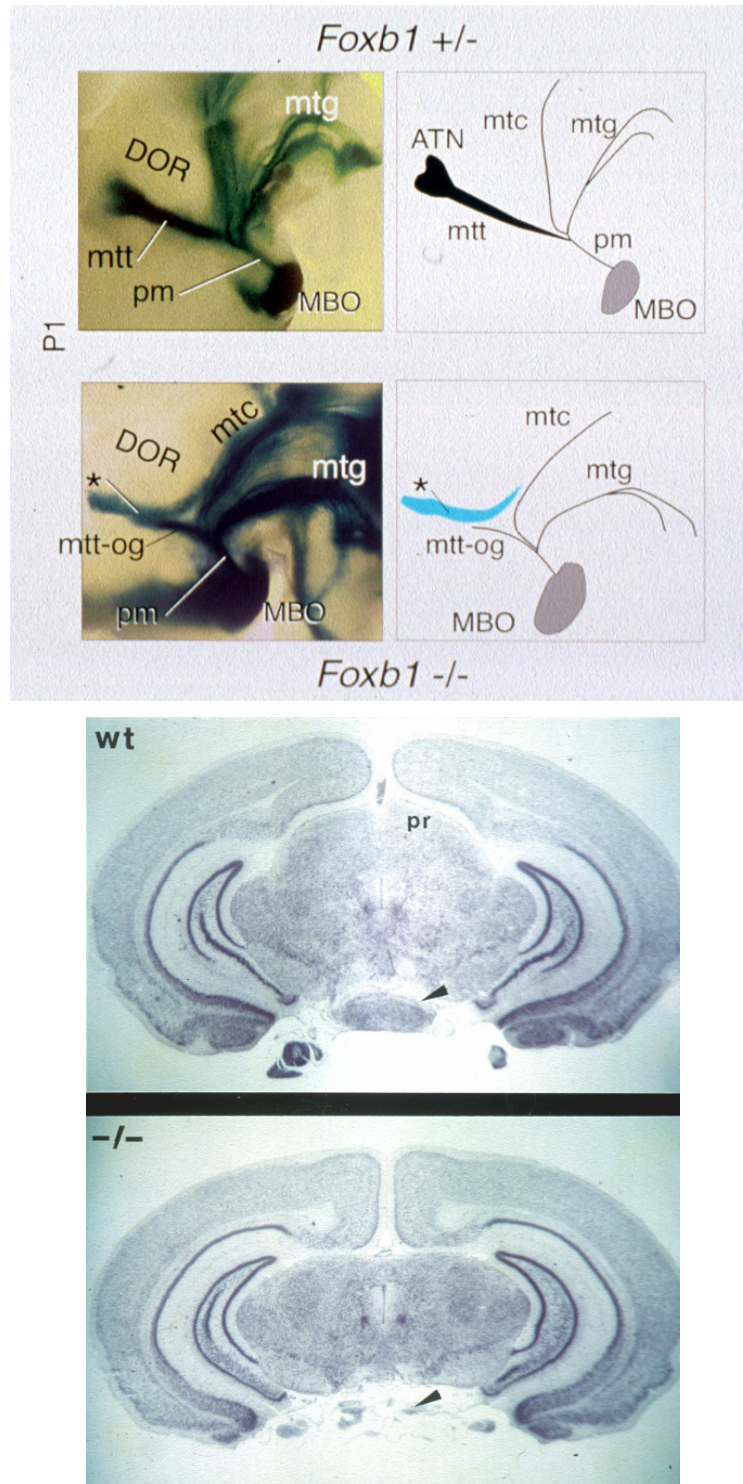 Foxb1 +/-
mtg
DOR
mtt
pm
MBO
ATN
mtc
mtg
mtt
pm
MBO
P1
DOR
mtc
mtg
*
mtt-og
pm
MBO
mtc
mtg
*
mtt-og
MBO
Foxb1 -/-
wt
pr
-/-